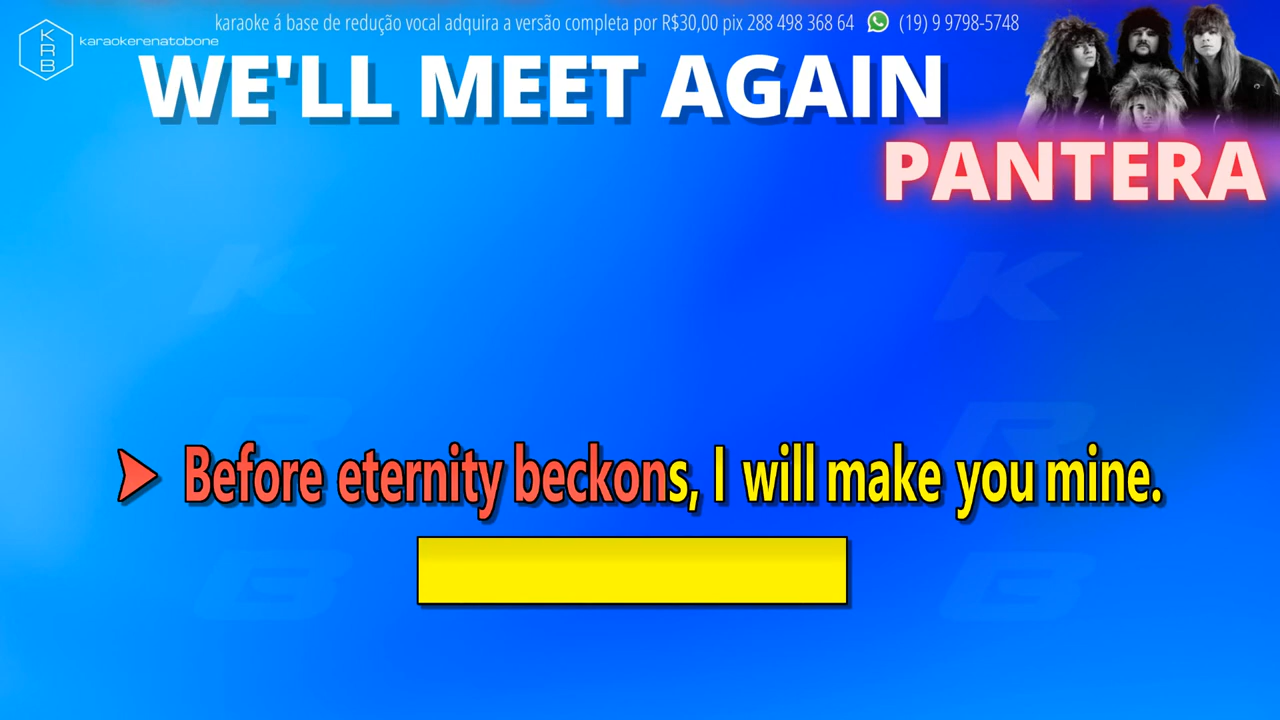 karaoke á base de redução vocal adquira a versão completa por R$30,00 pix 288 498 368 64 (19) 9 9798-5748
K
R
B
karaokerenatobone
WE'LL MEET AGAIN
PANTERA
K K
R R
Before eternity beckons, I will make you mine.
B B